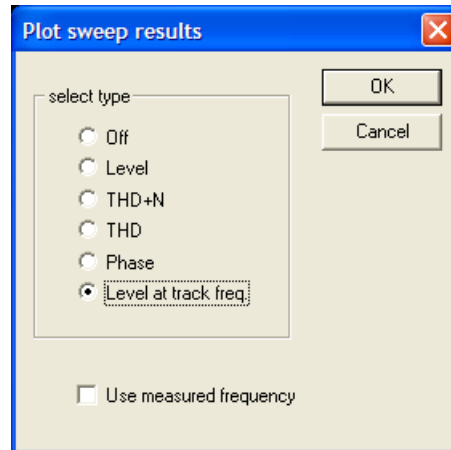 Plot sweep results
select type
OK
Cancel
Off
Level
THD+N
THD
Phase
Level at track freq.
Use measured frequency